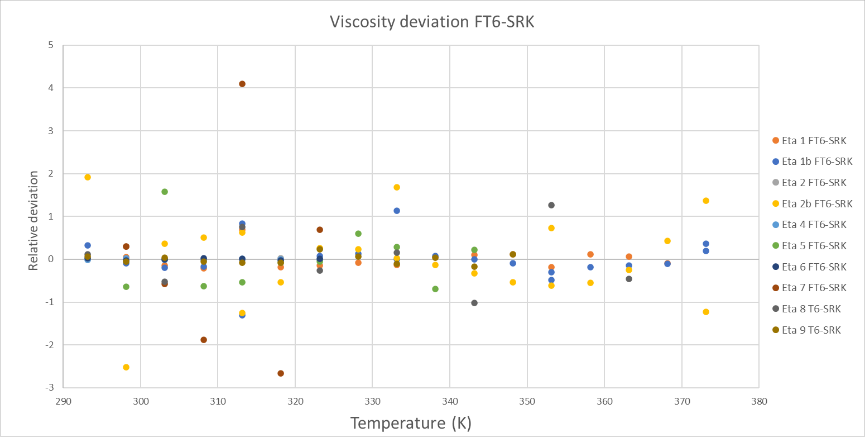 Viscosity deviation FT6-SRK
5
4
3
2
1
0
-1
-2
-3
290
300
310
320
330
340
350
360
370
380
Relative deviation
Temperature (K)
Eta 1 FT6-SRK
Eta 1b FT6-SRK
Eta 2 FT6-SRK
Eta 2b FT6-SRK
Eta 4 FT6-SRK
Eta 5 FT6-SRK
Eta 6 FT6-SRK
Eta 7 FT6-SRK
Eta 8 T6-SRK
Eta 9 T6-SRK